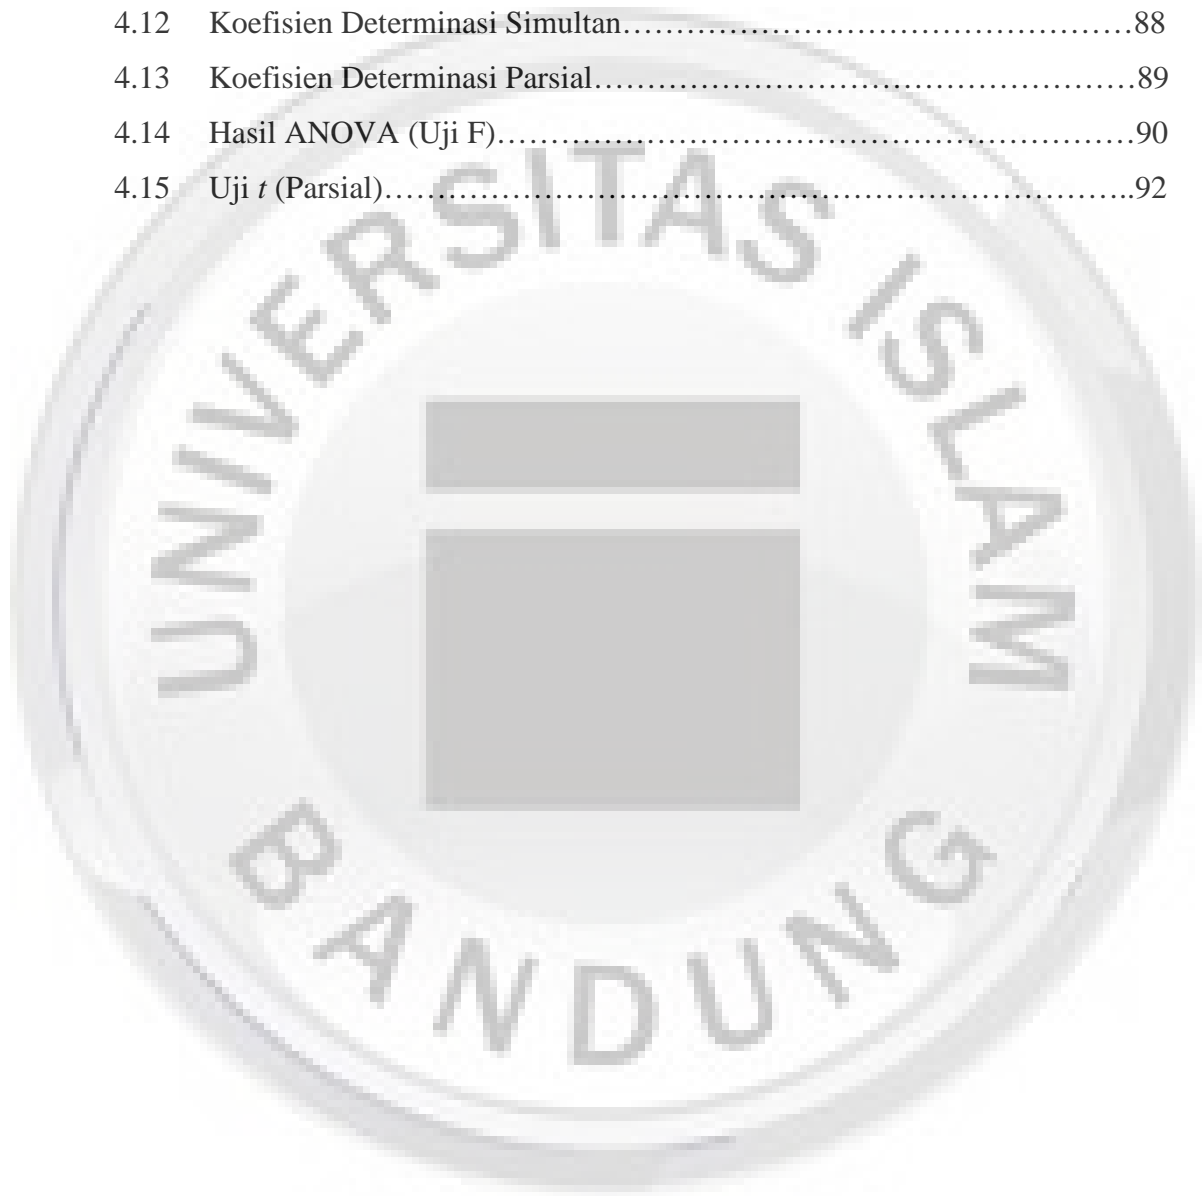 4.12 Koefisien Determinasi Simultan…………………………………………88
4.13 Koefisien Determinasi Parsial……………………………………………89
4.14 Hasil ANOVA (Uji F)……………………………………………………90
4.15 Uji t (Parsial)……………………………………………………………..92
UNIVERSITAS ISLAM
BANDUNG